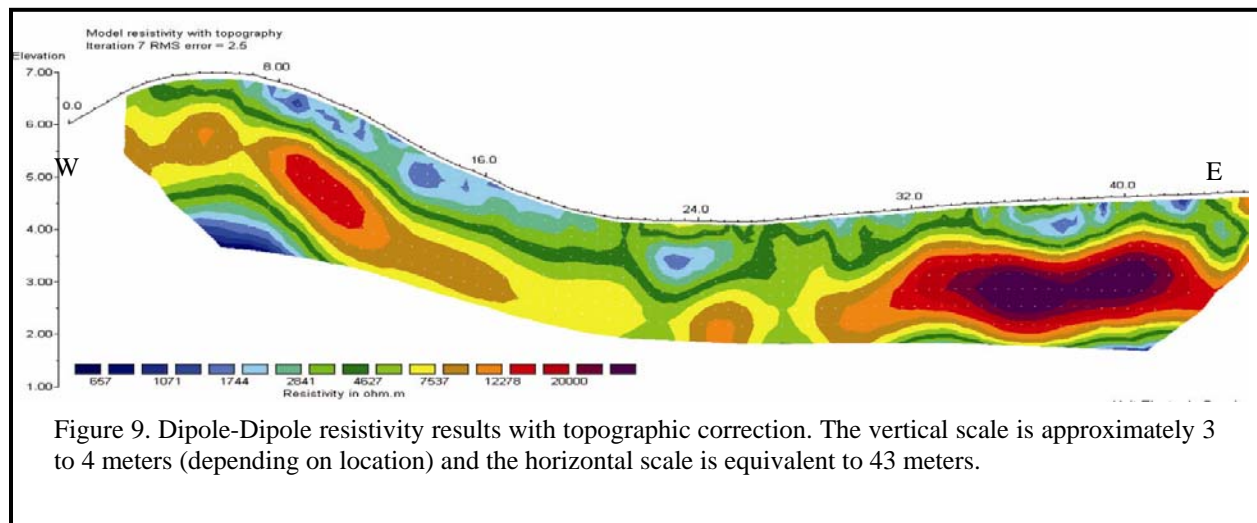 Model resistivity with topography
Iteration 7 RMS error = 2.5
Elevation
7.00
8.00
0.0
6.00
W
E
16.0
5.00
40.0
32.0
24.0
4.00
3.00
2.00
1.00
657 1071 1744 2841 4627 7537 12278 20000
Resistivity in ohm.m
Figure 9. Dipole-Dipole resistivity results with topographic correction. The vertical scale is approximately 3
to 4 meters (depending on location) and the horizontal scale is equivalent to 43 meters.